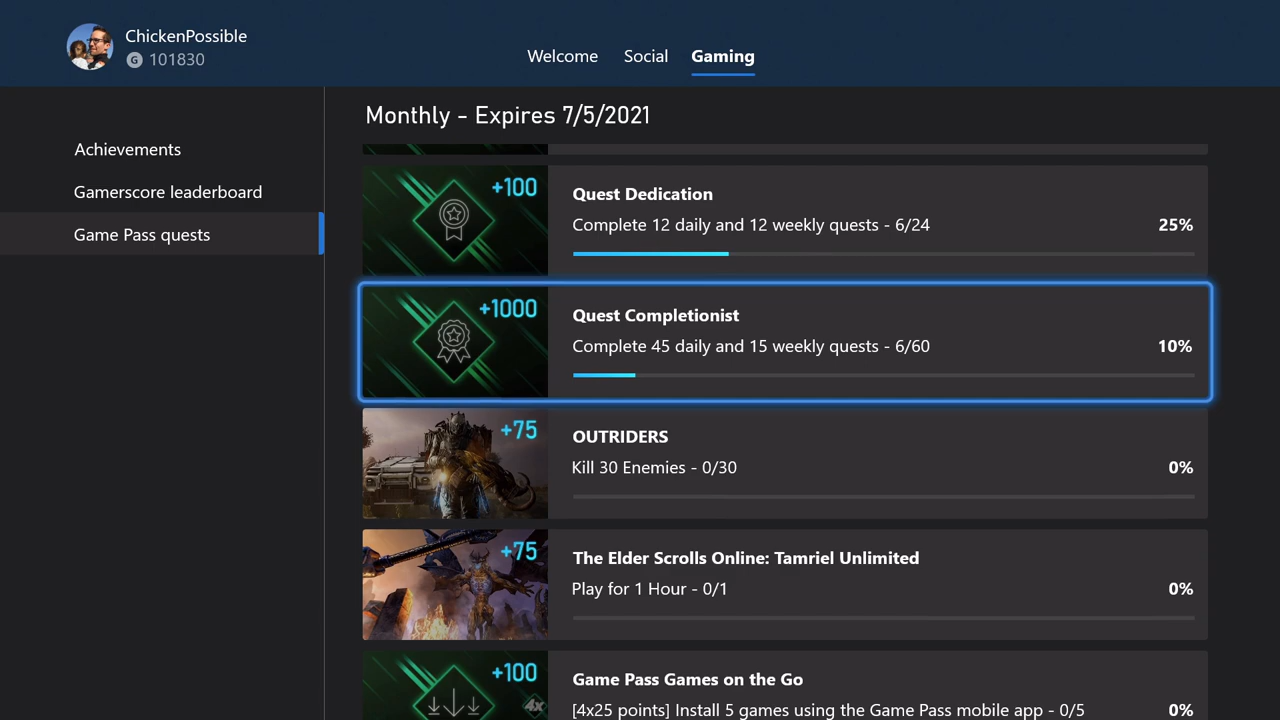 ChickenPossible
G 101830
Welcome Social Gaming
Achievements
Gamerscore leaderboard
Game Pass quests
Monthly - Expires 7/5/2021
+100
Quest Dedication
Complete 12 daily and 12 weekly quests - 6/24
25%
+1000
Quest Completionist
Complete 45 daily and 15 weekly quests - 6/60
10%
+75
OUTRIDERS
Kill 30 Enemies - 0/30
0%
+75
The Elder Scrolls Online: Tamriel Unlimited
Play for 1 Hour - 0/1
0%
+100
4x
Game Pass Games on the Go
[4x25 points] Install 5 games using the Game Pass mobile app - 0/5
0%